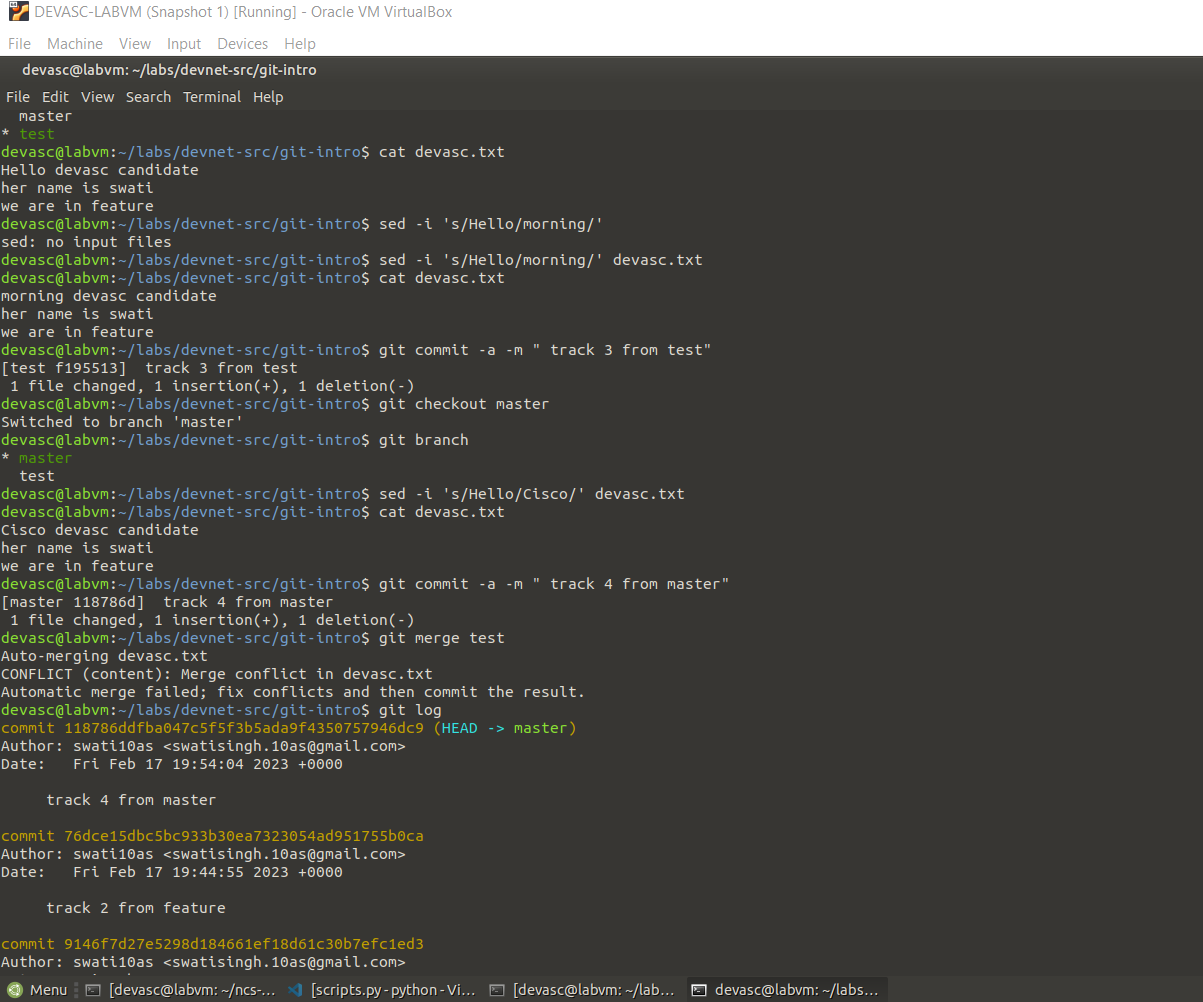 DEVASC-LABVM (Snapshot 1) [Running] - Oracle VM VirtualBox
File Machine View Input Devices Help
devasc@labvm: ~/labs/devnet-src/git-intro
File Edit View Search Terminal Help
  master
* test
devasc@labvm:~/labs/devnet-src/git-intro$ cat devasc.txt
Hello devasc candidate
her name is swati
we are in feature
devasc@labvm:~/labs/devnet-src/git-intro$ sed -i 's/Hello/morning/'
sed: no input files
devasc@labvm:~/labs/devnet-src/git-intro$ sed -i 's/Hello/morning/' devasc.txt
devasc@labvm:~/labs/devnet-src/git-intro$ cat devasc.txt
morning devasc candidate
her name is swati
we are in feature
devasc@labvm:~/labs/devnet-src/git-intro$ git commit -a -m " track 3 from test"
[test f195513]  track 3 from test
 1 file changed, 1 insertion(+), 1 deletion(-)
devasc@labvm:~/labs/devnet-src/git-intro$ git checkout master
Switched to branch 'master'
devasc@labvm:~/labs/devnet-src/git-intro$ git branch
* master
  test
devasc@labvm:~/labs/devnet-src/git-intro$ sed -i 's/Hello/Cisco/' devasc.txt
devasc@labvm:~/labs/devnet-src/git-intro$ cat devasc.txt
Cisco devasc candidate
her name is swati
we are in feature
devasc@labvm:~/labs/devnet-src/git-intro$ git commit -a -m " track 4 from master"
[master 118786d]  track 4 from master
 1 file changed, 1 insertion(+), 1 deletion(-)
devasc@labvm:~/labs/devnet-src/git-intro$ git merge test
Auto-merging devasc.txt
CONFLICT (content): Merge conflict in devasc.txt
Automatic merge failed; fix conflicts and then commit the result.
devasc@labvm:~/labs/devnet-src/git-intro$ git log
commit 118786ddfba047c5f5f3b5ada9f4350757946dc9 (HEAD -> master)
Author: swati10as <swatisingh.10as@gmail.com>
Date:   Fri Feb 17 19:54:04 2023 +0000
     track 4 from master
commit 76dce15dbc5bc933b30ea7323054ad951755b0ca
Author: swati10as <swatisingh.10as@gmail.com>
Date:   Fri Feb 17 19:44:55 2023 +0000
     track 2 from feature
commit 9146f7d27e5298d184661ef18d61c30b7efc1ed3
Author: swati10as <swatisingh.10as@gmail.com>
Menu [devasc@labvm: ~/ncs-... [scripts.py - python - Vi... [devasc@labvm: ~/lab... devasc@labvm: ~/labs...